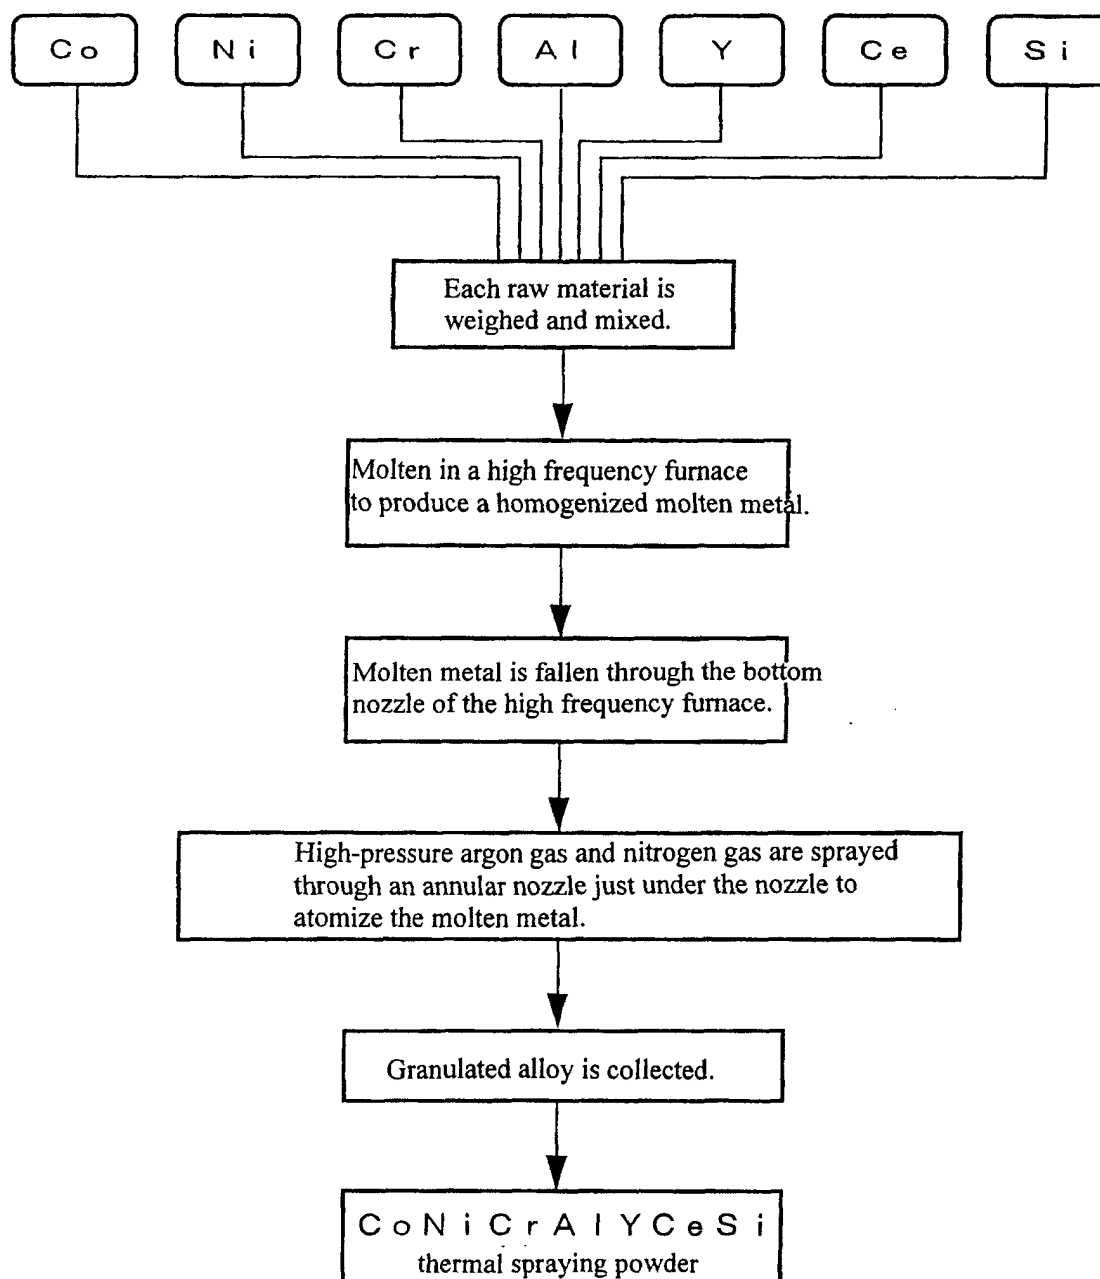 Co Ni Cr Al Y Ce Si
Each raw material is
weighed and mixed.
Molten in a high frequency furnace
to produce a homogenized molten metal.
Molten metal is fallen through the bottom
nozzle of the high frequency furnace.
High-pressure argon gas and nitrogen gas are sprayed
through an annular nozzle just under the nozzle to
atomize the molten metal.
Granulated alloy is collected.
CoNiCrAlYCeSi
thermal spraying powder